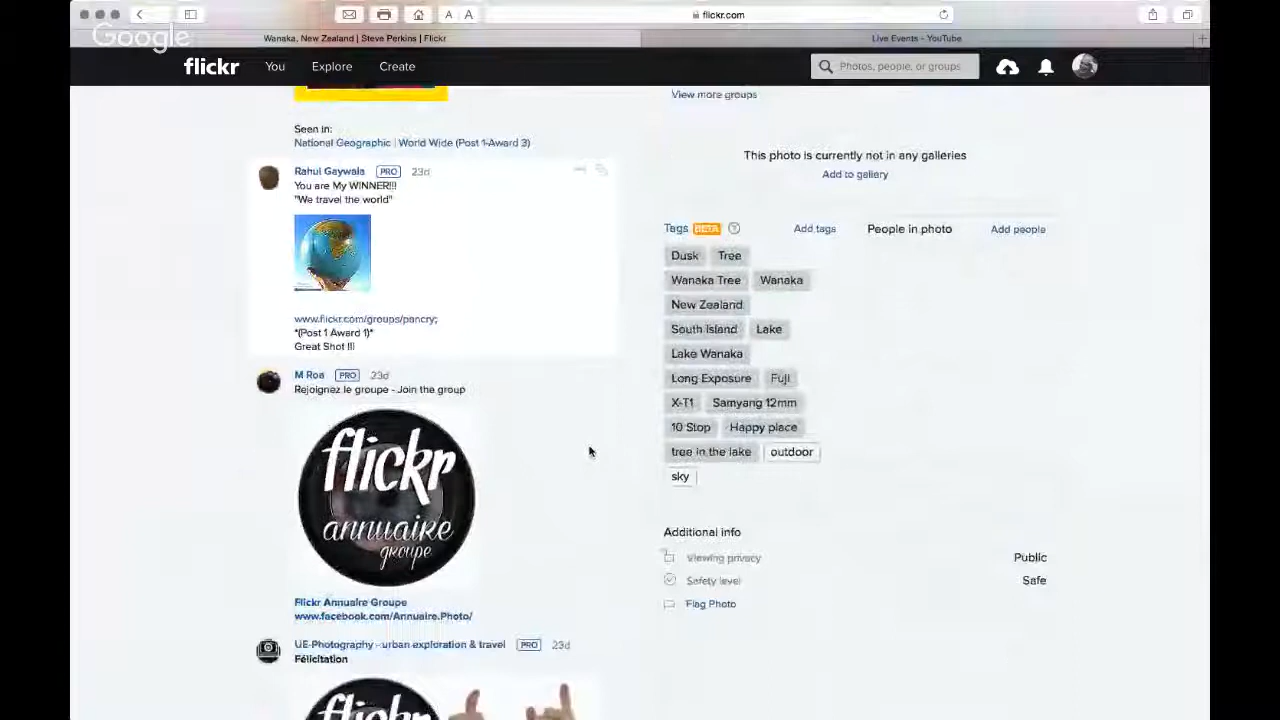 flickr.com
Google
Wanaka, New Zealand | Steve Perkins | Flickr
Live Events - YouTube
flickr You Explore Create
Photos, people, or groups
View more groups
Seen in:
National Geographic | World Wide (Post 1-Award 3)
This photo is currently not in any galleries
Add to gallery
Rahul Gaywala PRO 23d
You are My WINNER!!!
"We travel the world"
www.flickr.com/groups/pancry;
*(Post 1 Award 1)*
Great Shot !!!
M Roa PRO 23d
Rejoignez le groupe - Join the group
flickr
annuaire
groupe
Flickr Annuaire Groupe
www.facebook.com/Annuaire.Photo/
UE-Photography - urban exploration & travel PRO 23d
Félicitation
flickr
Tags BETA ? Add tags
People in photo Add people
Dusk Tree
Wanaka Tree Wanaka
New Zealand
South Island Lake
Lake Wanaka
Long Exposure Fuji
X-T1 Samyang 12mm
10 Stop Happy place
tree in the lake outdoor
sky
Additional info
Viewing privacy Public
Safety level Safe
Flag Photo